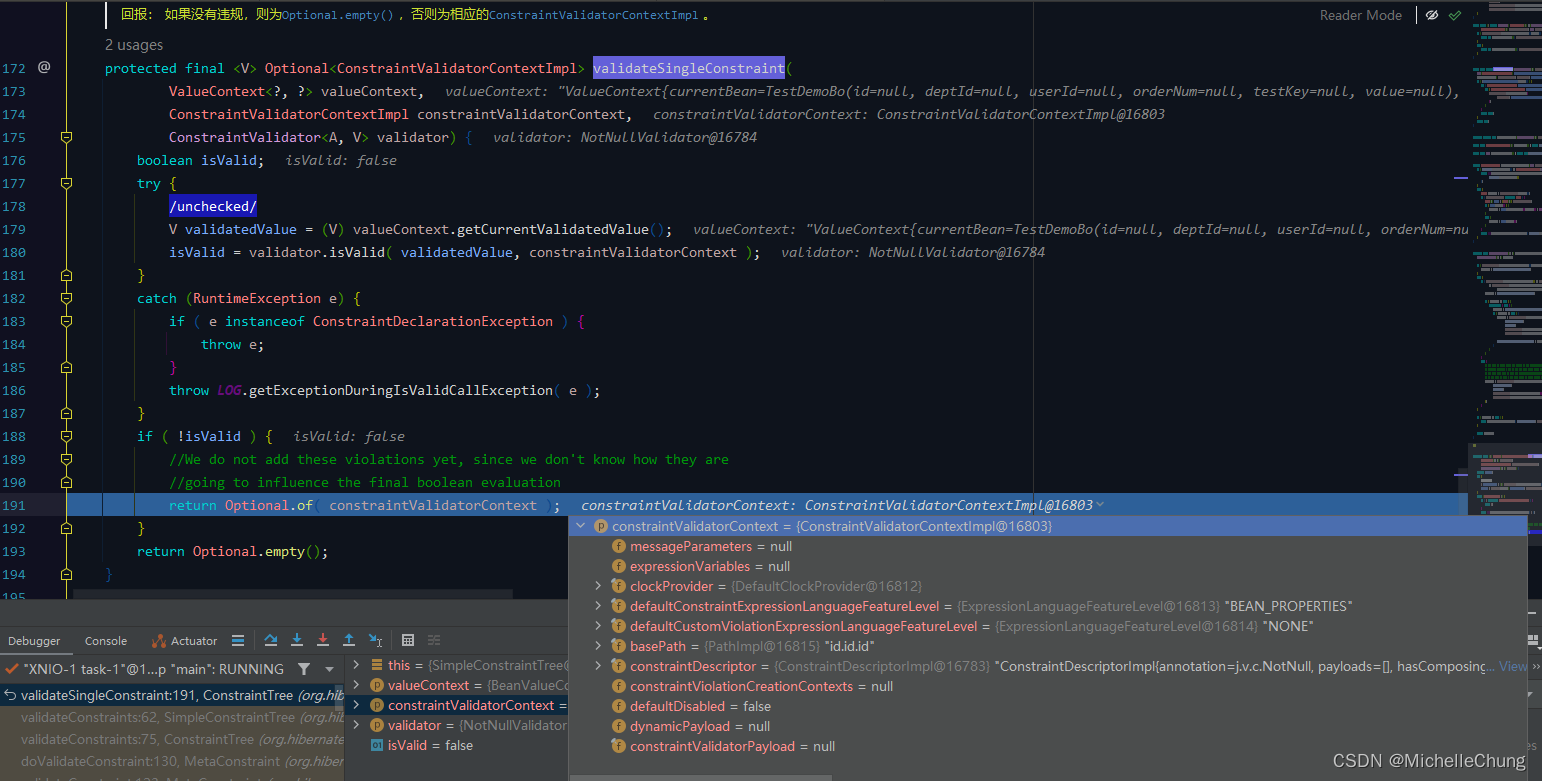 回报： 如果没有违规，则为Optional.empty() ，否则为相应的ConstraintValidatorContextImpl 。
Reader Mode
2 usages
172 @ protected final <V> Optional<ConstraintValidatorContextImpl> validateSingleConstraint(
173 ValueContext<?, ?> valueContext, valueContext: "ValueContext{currentBean=TestDemoBo(id=null, deptId=null, userId=null, orderNum=null, testKey=null, value=null),
174 ConstraintValidatorContextImpl constraintValidatorContext, constraintValidatorContext: ConstraintValidatorContextImpl@16803
175 ConstraintValidator<A, V> validator) { validator: NotNullValidator@16784
176 boolean isValid; isValid: false
177 try {
178 /unchecked/
179 V validatedValue = (V) valueContext.getCurrentValidatedValue(); valueContext: "ValueContext{currentBean=TestDemoBo(id=null, deptId=null, userId=null, orderNum=nu
180 isValid = validator.isValid( validatedValue, constraintValidatorContext ); validator: NotNullValidator@16784
181 }
182 catch (RuntimeException e) {
183 if ( e instanceof ConstraintDeclarationException ) {
184 throw e;
185 }
186 throw LOG.getExceptionDuringIsValidCallException( e );
187 }
188 if ( !isValid ) { isValid: false
189 //We do not add these violations yet, since we don't know how they are
190 //going to influence the final boolean evaluation
191 return Optional.of( constraintValidatorContext ); constraintValidatorContext: ConstraintValidatorContextImpl@16803
192 }
193 return Optional.empty();
194 }
195
constraintValidatorContext = {ConstraintValidatorContextImpl@16803}
messageParameters = null
expressionVariables = null
clockProvider = {DefaultClockProvider@16812}
defaultConstraintExpressionLanguageFeatureLevel = {ExpressionLanguageFeatureLevel@16813} "BEAN_PROPERTIES"
defaultCustomViolationExpressionLanguageFeatureLevel = {ExpressionLanguageFeatureLevel@16814} "NONE"
basePath = {PathImpl@16815} "id.id.id"
constraintDescriptor = {ConstraintDescriptorImpl@16783} "ConstraintDescriptorImpl{annotation=j.v.c.NotNull, payloads=[], hasComposing... View
constraintViolationCreationContexts = null
defaultDisabled = false
dynamicPayload = null
constraintValidatorPayload = null
Debugger Console Actuator
"XNIO-1 task-1"@1...p "main": RUNNING
validateSingleConstraint:191, ConstraintTree (org.hib
validateConstraints:62, SimpleConstraintTree (org.hib
validateConstraints:75, ConstraintTree (org.hibernate
doValidateConstraint:130, MetaConstraint (org.hiber
this = {SimpleConstraintTree@
valueContext = {BeanValueCo
constraintValidatorContext =
validator = {NotNullValidator
isValid = false
CSDN @MichelleChung